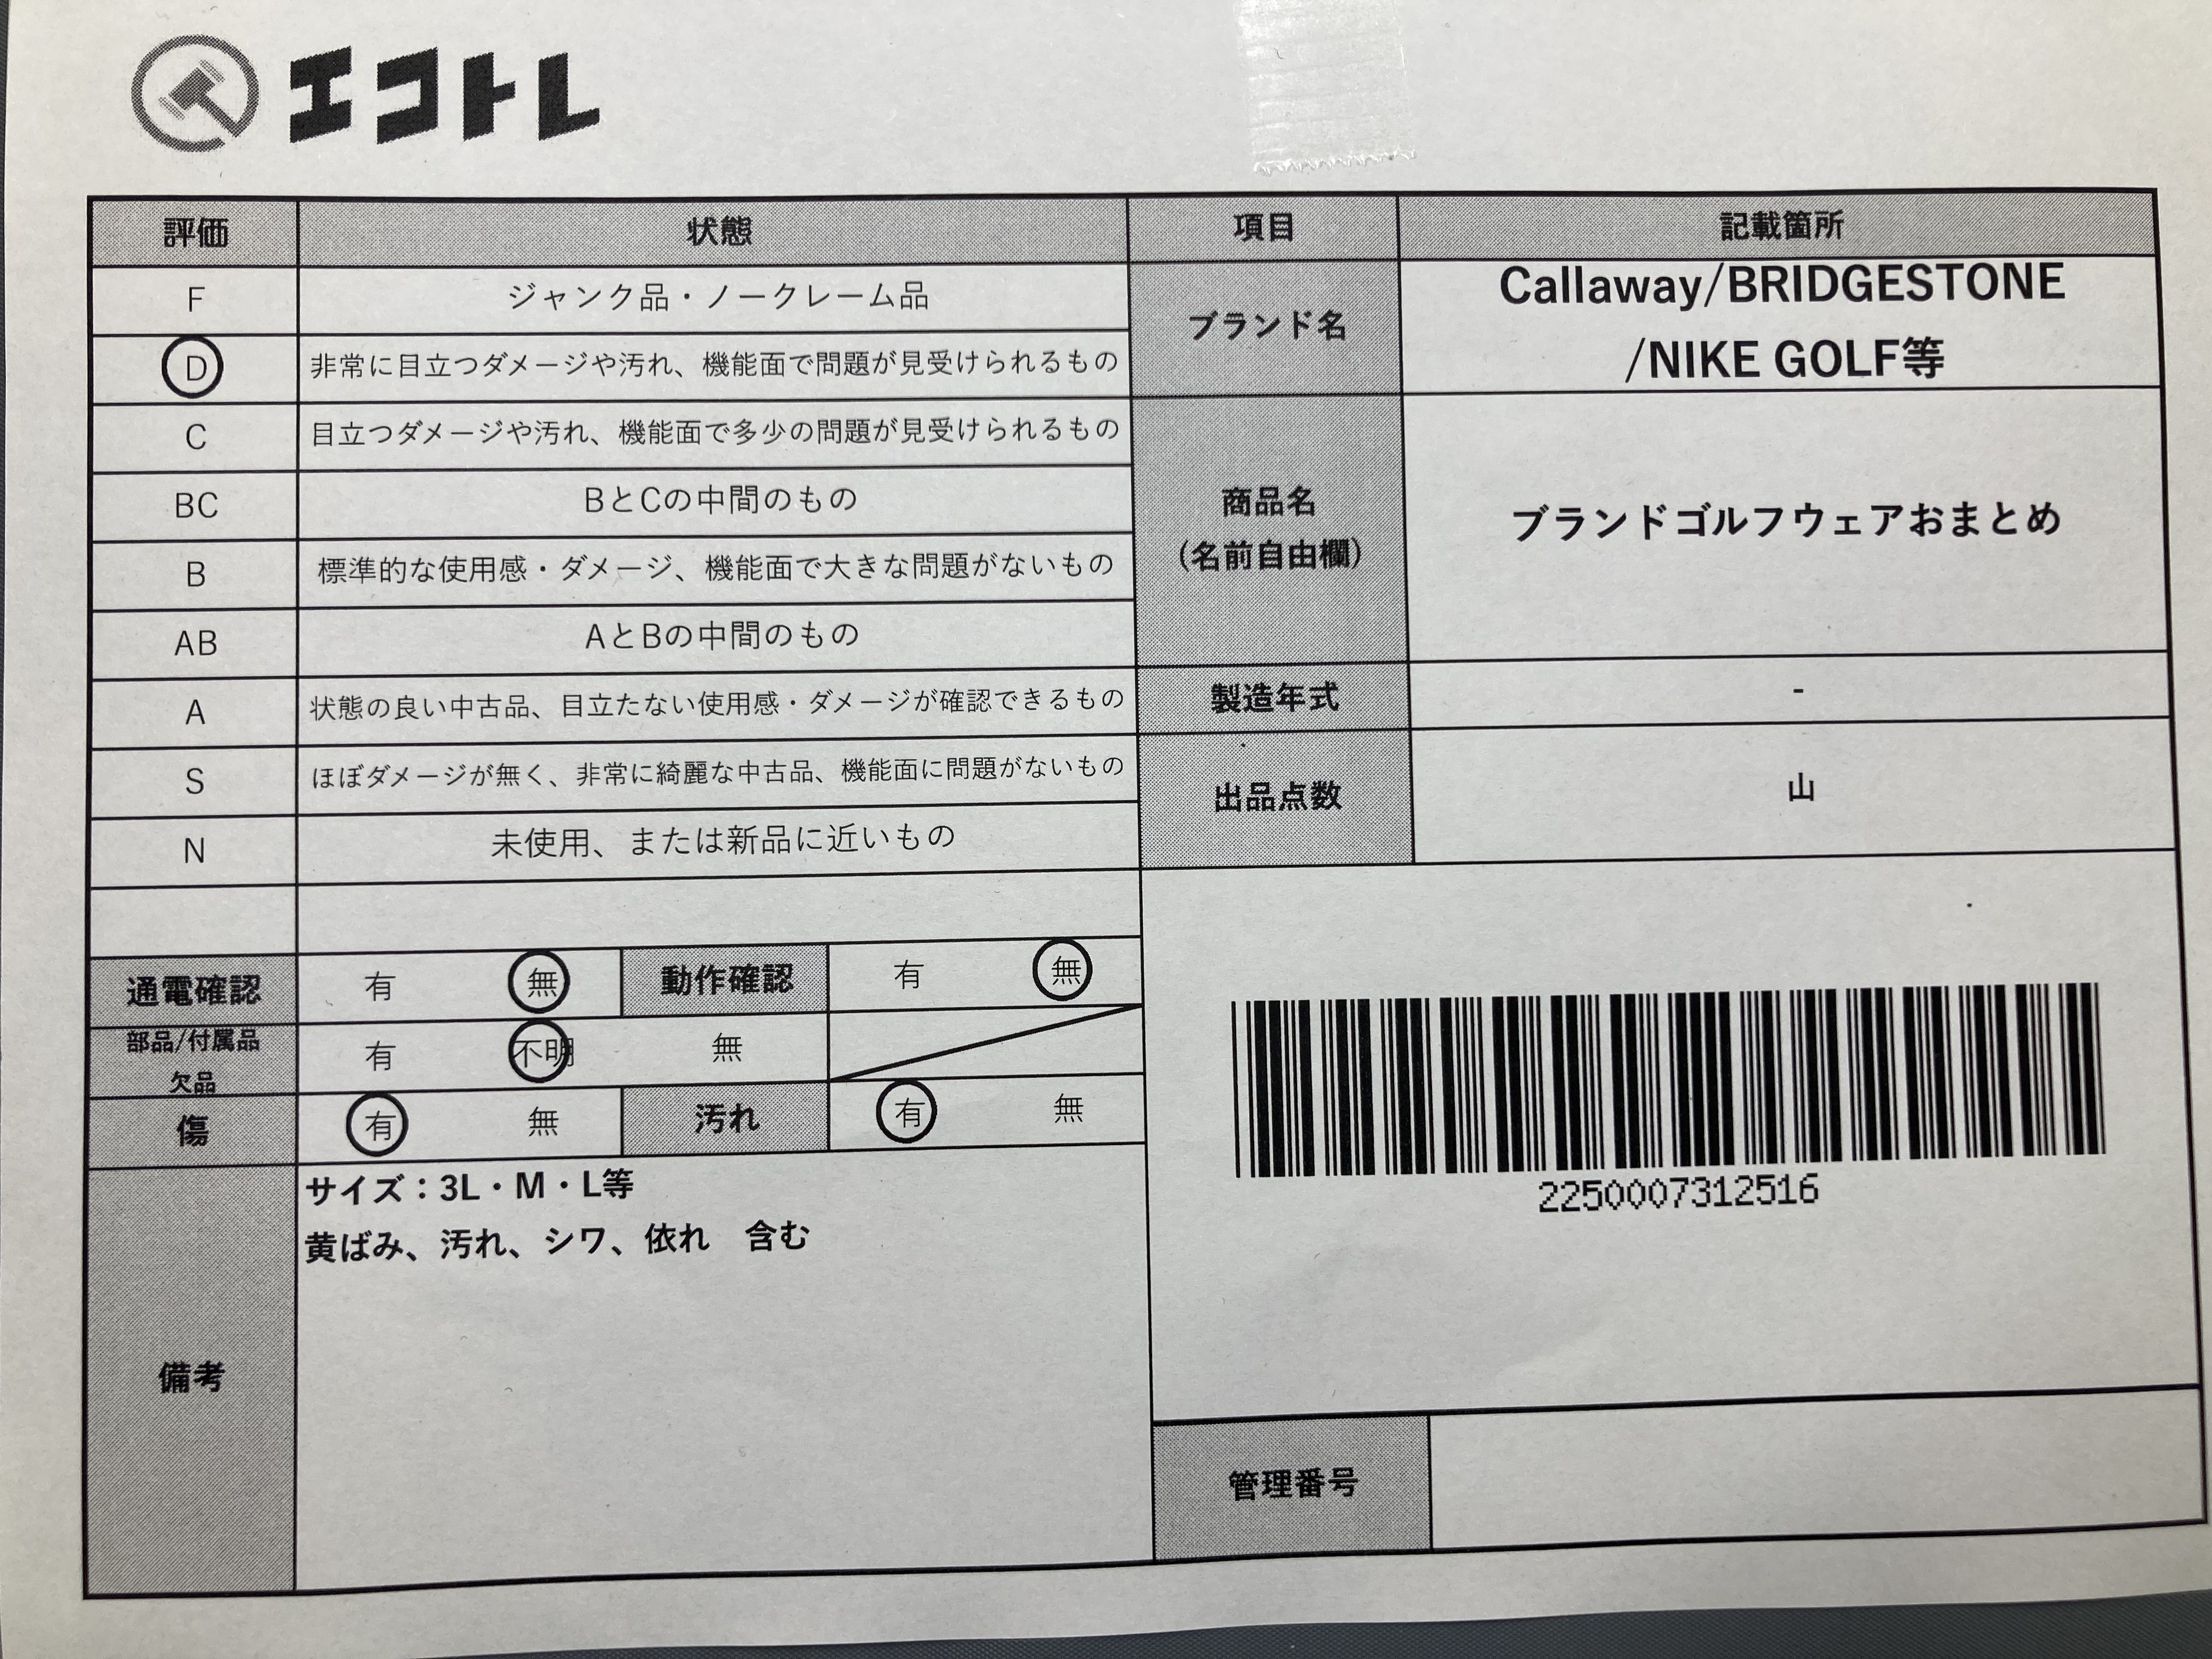 エコトレ
評価 状態 項目 記載箇所
F ジャンク品・ノークレーム品
D 非常に目立つダメージや汚れ、機能面で問題が見受けられるもの
C 目立つダメージや汚れ、機能面で多少の問題が見受けられるもの
BC BとCの中間のもの
B 標準的な使用感・ダメージ、機能面で大きな問題がないもの
AB AとBの中間のもの
A 状態の良い中古品、目立たない使用感・ダメージが確認できるもの
S ほぼダメージが無く、非常に綺麗な中古品、機能面に問題がないもの
N 未使用、または新品に近いもの
ブランド名
Callaway/BRIDGESTONE
/NIKE GOLF等
商品名
(名前自由欄)
ブランドゴルフウェアおまとめ
製造年式 -
出品点数 山
通電確認 有 無 動作確認 有 無
部品/付属品
欠品
有 不明 無
傷 有 無 汚れ 有 無
備考
サイズ：3L・M・L等
黄ばみ、汚れ、シワ、依れ　含む
2250007312516
管理番号